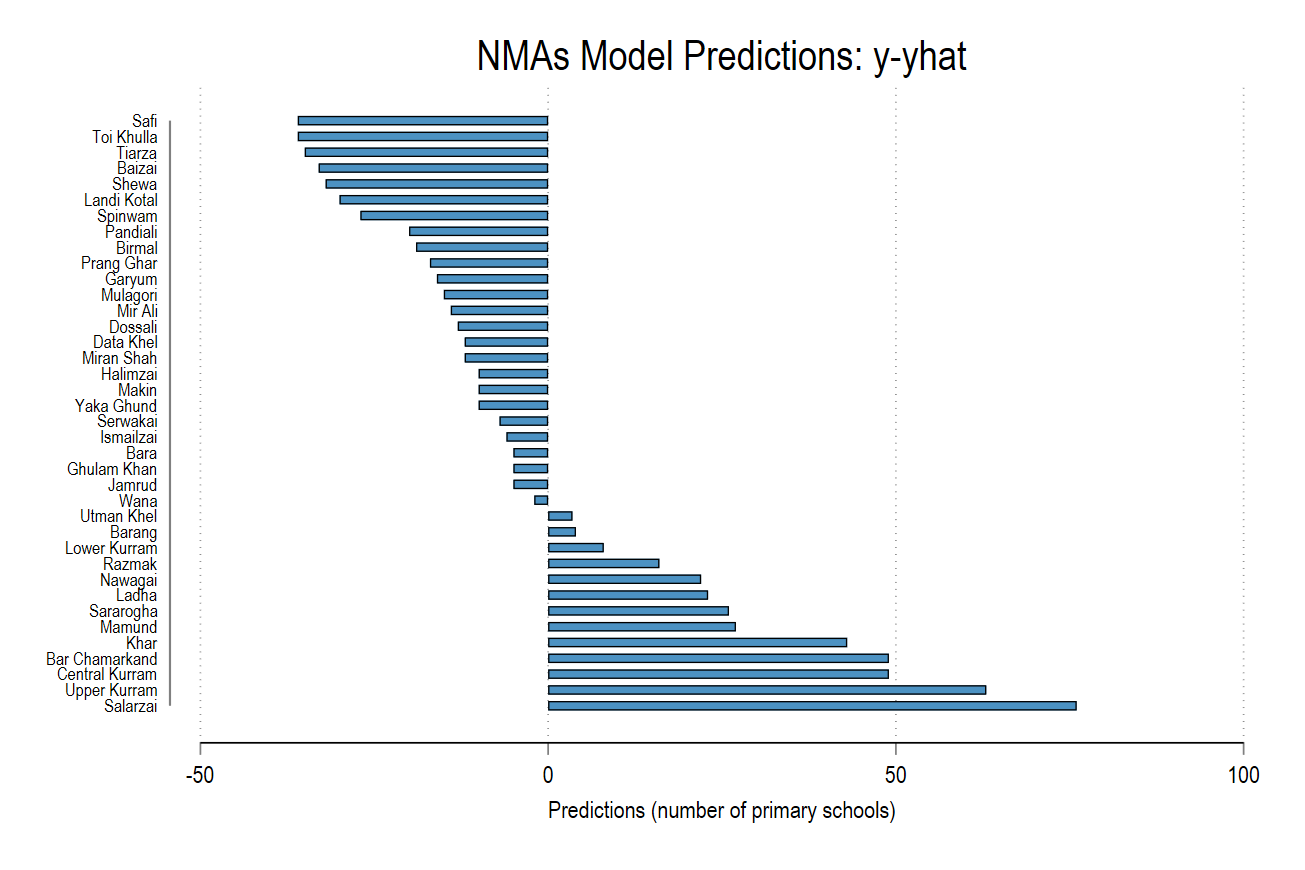 NMAs Model Predictions: y-yhat
Safi
Toi Khulla
Tiarza
Baizai
Shewa
Landi Kotal
Spinwam
Pandiali
Birmal
Prang Ghar
Garyum
Mulagori
Mir Ali
Dossali
Data Khel
Miran Shah
Halimzai
Makin
Yaka Ghund
Serwakai
Ismailzai
Bara
Ghulam Khan
Jamrud
Wana
Utman Khel
Barang
Lower Kurram
Razmak
Nawagai
Ladha
Sararogha
Mamund
Khar
Bar Chamarkand
Central Kurram
Upper Kurram
Salarzai
-50 0 50 100
Predictions (number of primary schools)